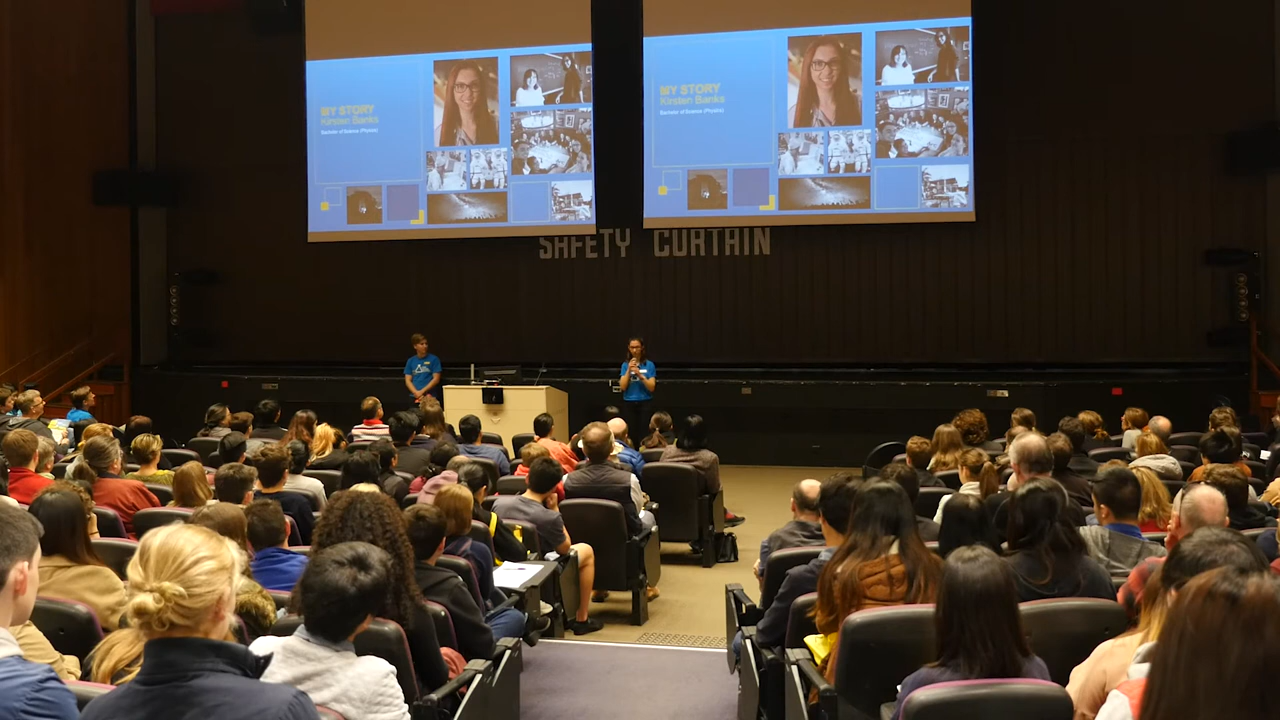 MY STORY
Kirsten Banks
Bachelor of Science (Physics)
MY STORY
Kirsten Banks
Bachelor of Science (Physics)
SAFETY CURTAIN